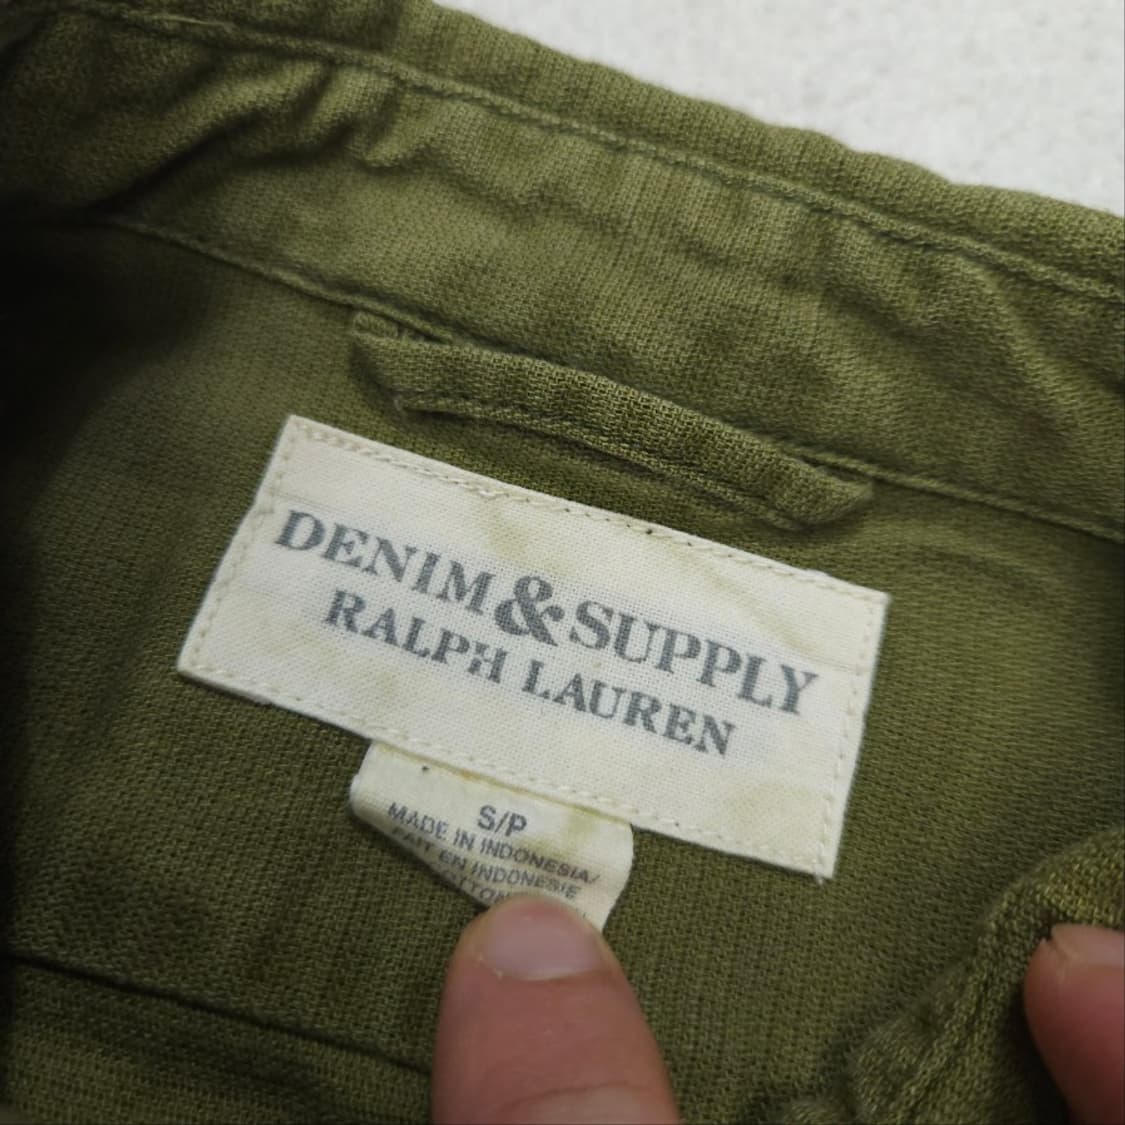 DENIM & SUPPLY
RALPH LAUREN
S/P
MADE IN INDONESIA/
FAIT EN INDONESIE